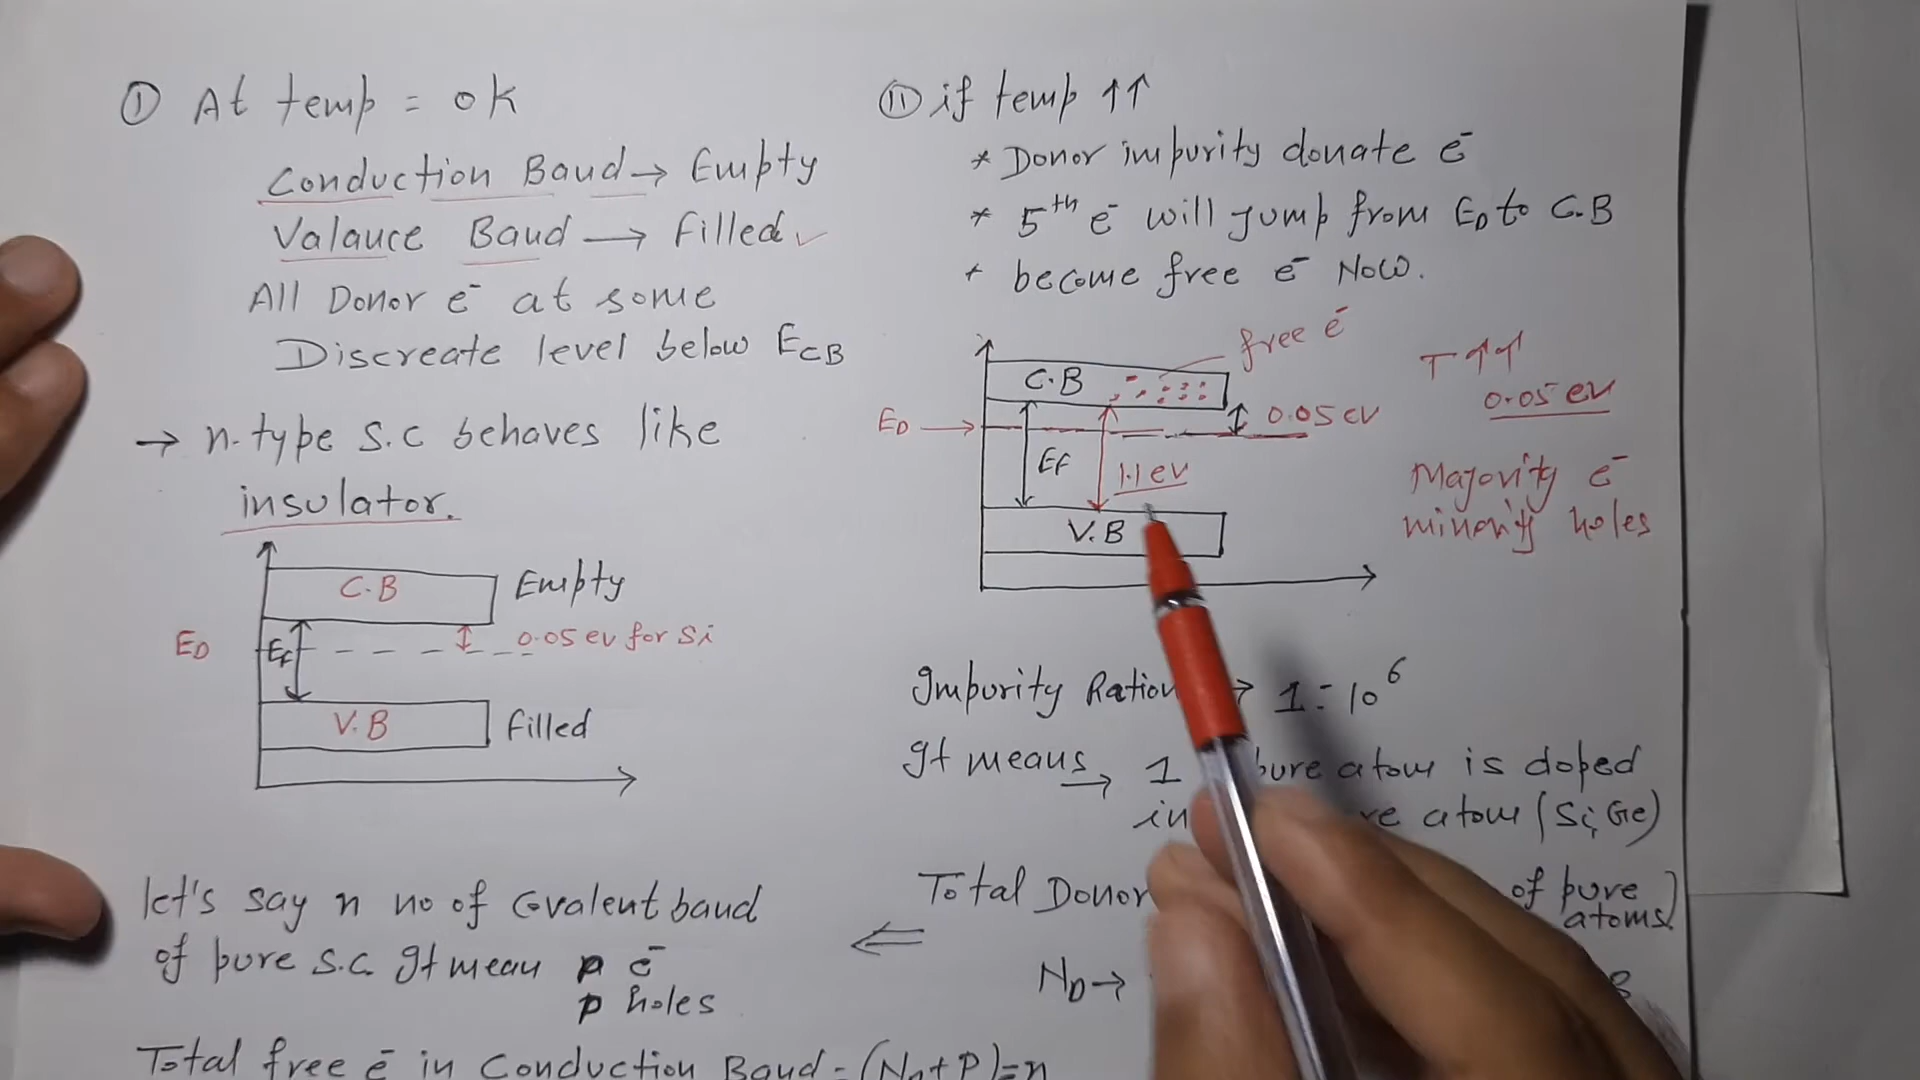 ① At temp = 0K
Conduction Band → Empty
Valance Band → filled ✓
All Donor e⁻ at some
Discreate level below E_CB
→ n-type S.C behaves like
insulator.
C.B Empty
E_D E_f 0.05 ev for Si
V.B filled
let's say n no of Covalent band
of pure S.C. It mean p e⁻
p holes
Total free e⁻ in Conduction Band = (N_D+P)=n
⑪ if temp ↑↑
* Donor impurity donate e⁻
* 5th e⁻ will jump from E_D to C.B
+ become free e⁻ Now.
free e⁻
C.B
E_D → 0.05 ev
E_f 1.1 ev
V.B
T ↑↑
0.05 ev
Majority e⁻
minority holes
Impurity Ration → 1:10⁶
It means → 1 pure atom is doped
in atom (Si, Ge)
Total Donor of pure
⇐ atoms)
N_D →